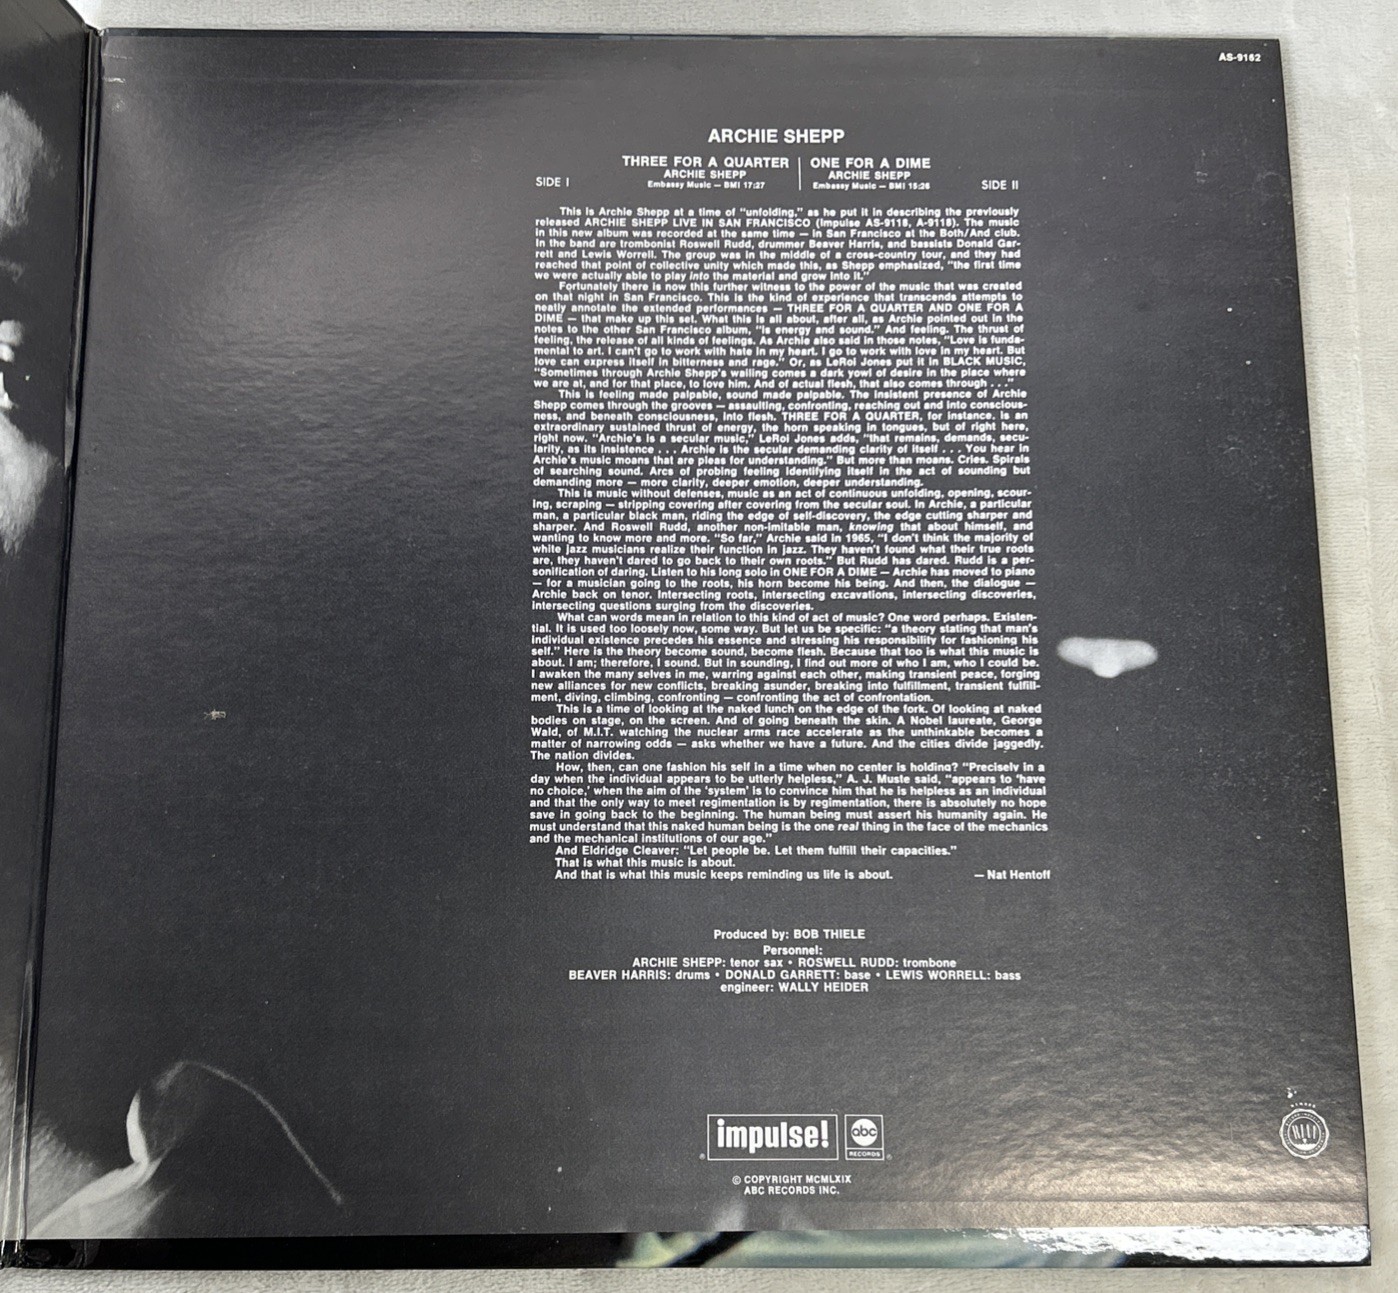 AS-9162
ARCHIE SHEPP
THREE FOR A QUARTER | ONE FOR A DIME
ARCHIE SHEPP ARCHIE SHEPP
SIDE I Embassy Music — BMI 17:27 Embassy Music — BMI 15:26 SIDE II
This is Archie Shepp at a time of "unfolding," as he put it in describing the previously
released ARCHIE SHEPP LIVE IN SAN FRANCISCO (Impulse AS-9118, A-9118). The music
in this new album was recorded at the same time — in San Francisco at the Both/And club.
In the band are trombonist Roswell Rudd, drummer Beaver Harris, and bassists Donald Gar-
rett and Lewis Worrell. The group was in the middle of a cross-country tour, and they had
reached that point of collective unity which made this, as Shepp emphasized, "the first time
we were actually able to play into the material and grow into it."
Fortunately there is now this further witness to the power of the music that was created
on that night in San Francisco. This is the kind of experience that transcends attempts to
neatly annotate the extended performances — THREE FOR A QUARTER AND ONE FOR A
DIME — that make up this set. What this is all about, after all, as Archie pointed out in the
notes to the other San Francisco album, "is energy and sound." And feeling. The thrust of
feeling, the release of all kinds of feelings. As Archie also said in those notes, "Love is funda-
mental to art. I can't go to work with hate in my heart. I go to work with love in my heart. But
love can express itself in bitterness and rage." Or, as LeRoi Jones put it in BLACK MUSIC,
"Sometimes through Archie Shepp's wailing comes a dark yowl of desire in the place where
we are at, and for that place, to love him. And of actual flesh, that also comes through . . ."
This is feeling made palpable, sound made palpable. The insistent presence of Archie
Shepp comes through the grooves — assaulting, confronting, reaching out and into conscious-
ness, and beneath consciousness, into flesh. THREE FOR A QUARTER, for instance, is an
extraordinary sustained thrust of energy, the horn speaking in tongues, but of right here,
right now. "Archie's is a secular music," LeRoi Jones adds, "that remains, demands, secu-
larity, as its insistence . . . Archie is the secular demanding clarity of itself . . . You hear in
Archie's music moans that are pleas for understanding." But more than moans. Cries. Spirals
of searching sound. Arcs of probing feeling identifying itself in the act of sounding but
demanding more — more clarity, deeper emotion, deeper understanding.
This is music without defenses, music as an act of continuous unfolding, opening, scour-
ing, scraping — stripping covering after covering from the secular soul. In Archie, a particular
man, a particular black man, riding the edge of self-discovery, the edge cutting sharper and
sharper. And Roswell Rudd, another non-imitable man, knowing that about himself, and
wanting to know more and more. "So far," Archie said in 1965, "I don't think the majority of
white jazz musicians realize their function in jazz. They haven't found what their true roots
are, they haven't dared to go back to their own roots." But Rudd has dared. Rudd is a per-
sonification of daring. Listen to his long solo in ONE FOR A DIME — Archie has moved to piano
— for a musician going to the roots, his horn become his being. And then, the dialogue —
Archie back on tenor. Intersecting roots, intersecting excavations, intersecting discoveries,
intersecting questions surging from the discoveries.
What can words mean in relation to this kind of act of music? One word perhaps. Existen-
tial. It is used too loosely now, some way. But let us be specific: "a theory stating that man's
individual existence precedes his essence and stressing his responsibility for fashioning his
self." Here is the theory become sound, become flesh. Because that too is what this music is
about. I am; therefore, I sound. But in sounding, I find out more of who I am, who I could be.
I awaken the many selves in me, warring against each other, making transient peace, forging
new alliances for new conflicts, breaking asunder, breaking into fulfillment, transient fulfill-
ment, diving, climbing, confronting — confronting the act of confrontation.
This is a time of looking at the naked lunch on the edge of the fork. Of looking at naked
bodies on stage, on the screen. And of going beneath the skin. A Nobel laureate, George
Wald, of M.I.T. watching the nuclear arms race accelerate as the unthinkable becomes a
matter of narrowing odds — asks whether we have a future. And the cities divide jaggedly.
The nation divides.
How, then, can one fashion his self in a time when no center is holding? "Precisely in a
day when the individual appears to be utterly helpless," A. J. Muste said, "appears to 'have
no choice,' when the aim of the 'system' is to convince him that he is helpless as an individual
and that the only way to meet regimentation is by regimentation, there is absolutely no hope
save in going back to the beginning. The human being must assert his humanity again. He
must understand that this naked human being is the one real thing in the face of the mechanics
and the mechanical institutions of our age."
And Eldridge Cleaver: "Let people be. Let them fulfill their capacities."
That is what this music is about.
And that is what this music keeps reminding us life is about. — Nat Hentoff
Produced by: BOB THIELE
Personnel:
ARCHIE SHEPP: tenor sax • ROSWELL RUDD: trombone
BEAVER HARRIS: drums • DONALD GARRETT: base • LEWIS WORRELL: bass
engineer: WALLY HEIDER
impulse! abc
RECORDS
© COPYRIGHT MCMLXIX
ABC RECORDS INC.